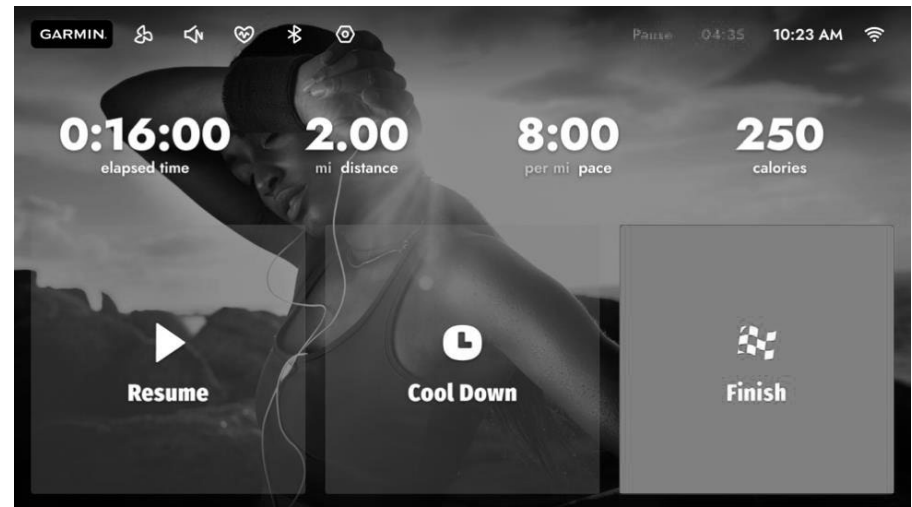 GARMIN.
N
Pause 04:35 10:23 AM
0:16:00 2.00 8:00 250
elapsed time mi distance per mi pace calories
Resume Cool Down Finish